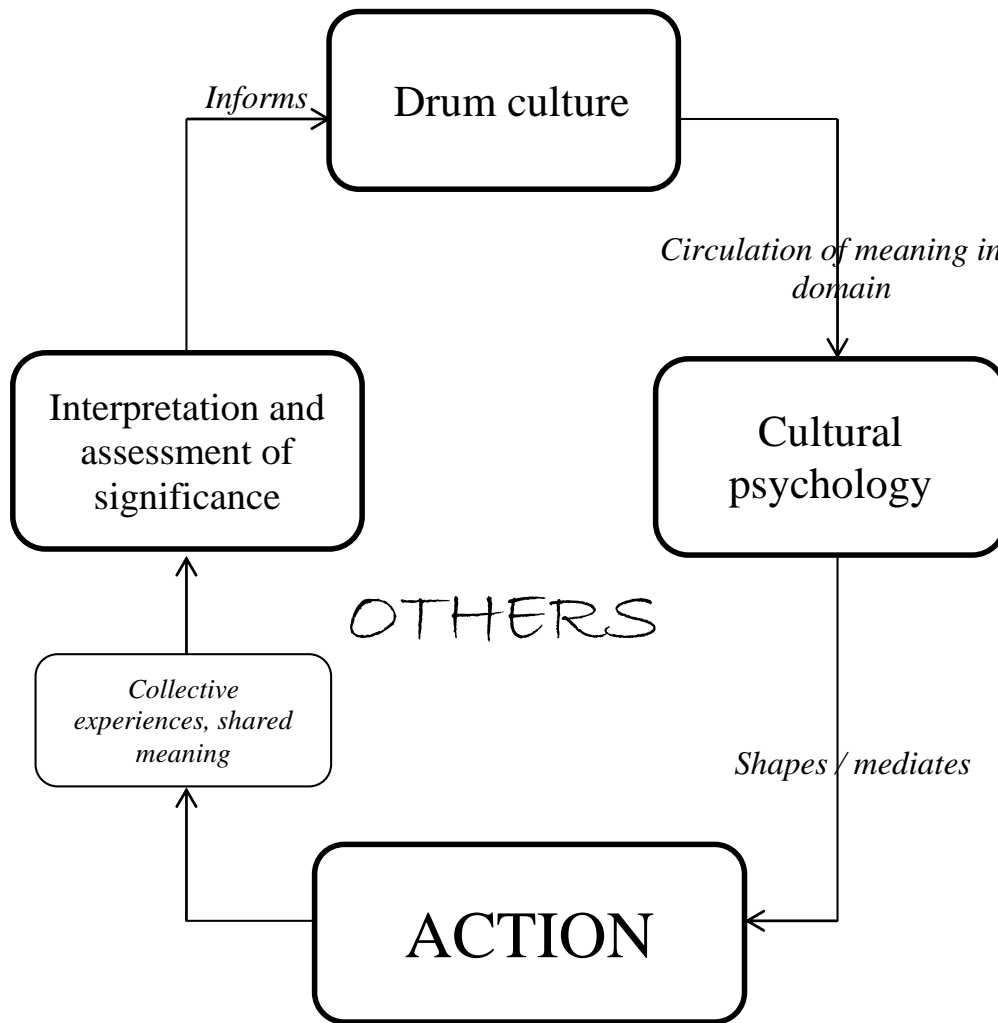 Informs
Drum culture
Circulation of meaning in
domain
Interpretation and
assessment of
significance
Cultural
psychology
OTHERS
Collective
experiences, shared
meaning
Shapes / mediates
ACTION